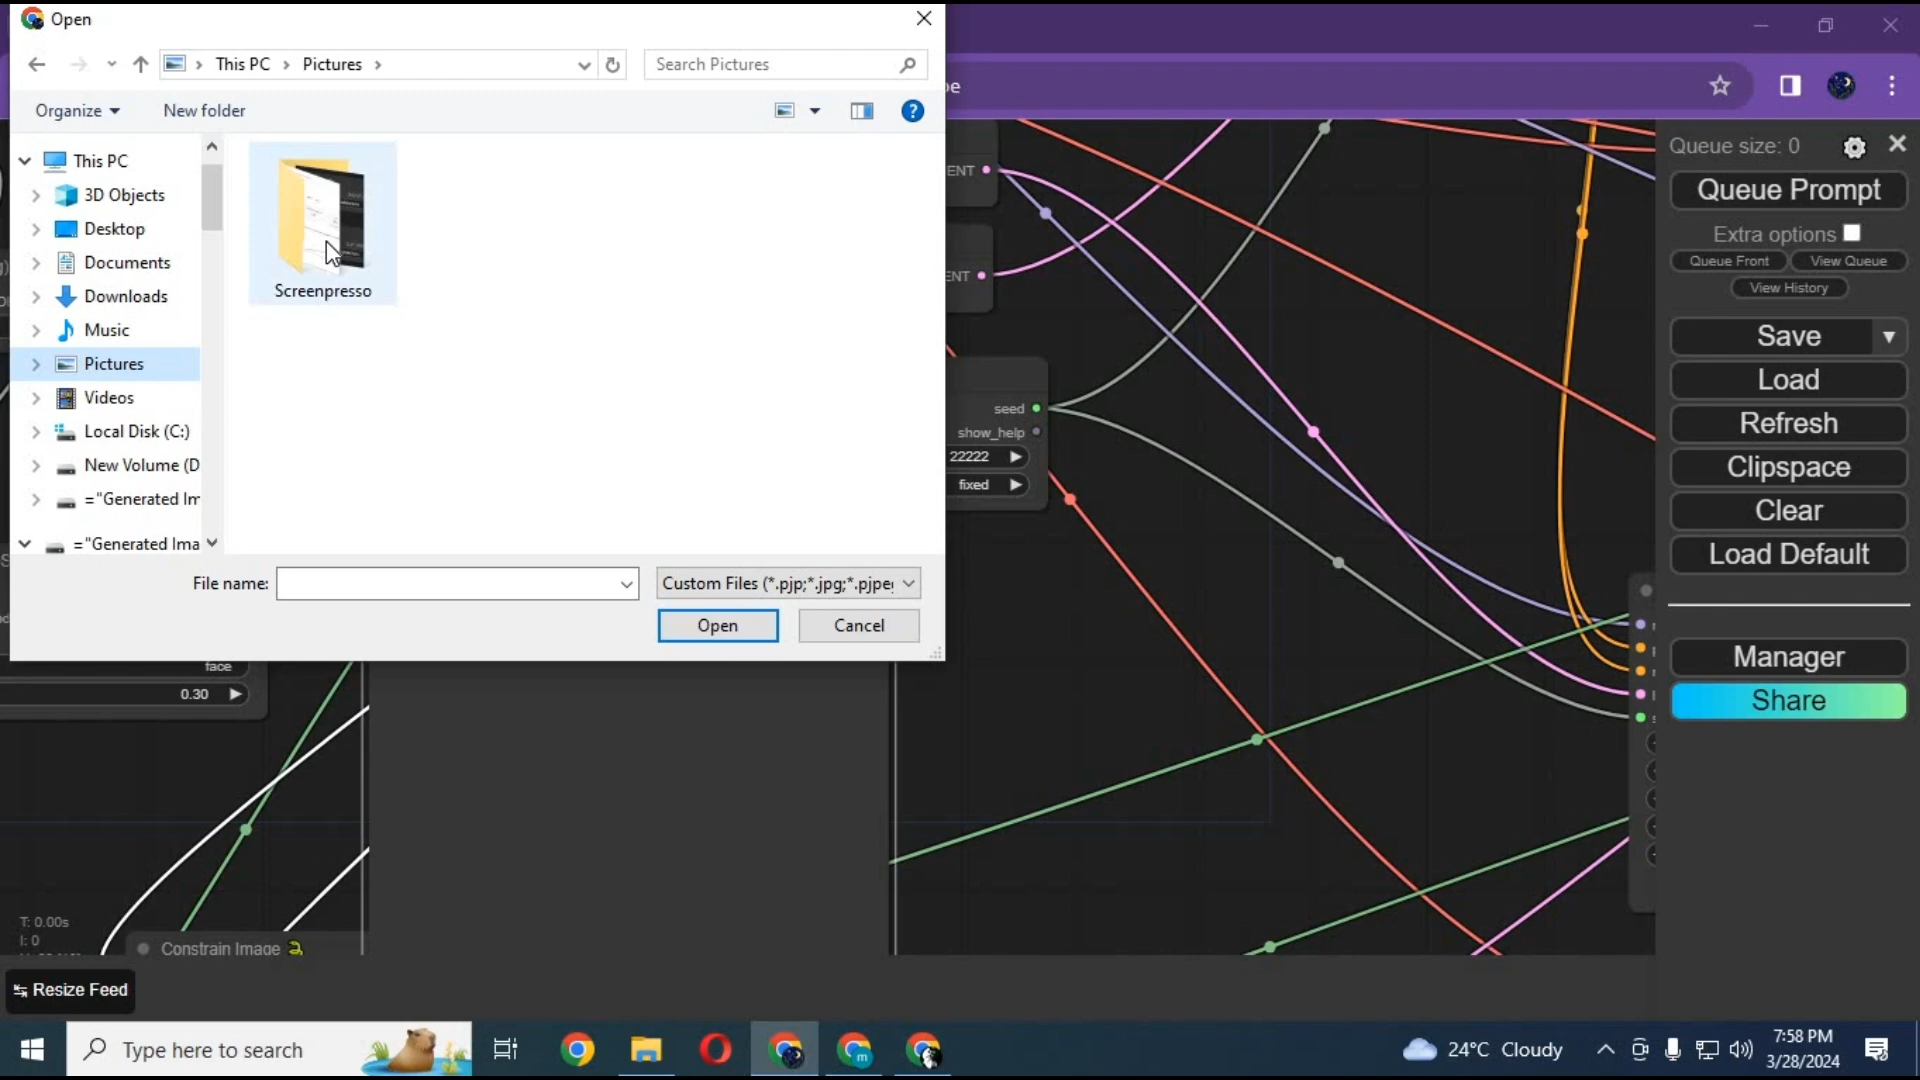 Open
This PC
Pictures
Search Pictures
Organize
New folder
This PC
3D Objects
Desktop
Documents
Downloads
Music
Pictures
Videos
Local Disk (C:)
New Volume (D
="Generated Im
="Generated Ima
Screenpresso
File name:
Custom Files (*.pjp;*.jpg;*.pjpe
Open
Cancel
ENT
ENT
seed
show_help
22222
fixed
face
0.30
T: 0.00s
I: 0
Constrain Image
Resize Feed
Queue size: 0
Queue Prompt
Extra options
Queue Front
View Queue
View History
Save
Load
Refresh
Clipspace
Clear
Load Default
Manager
Share
Type here to search
24°C Cloudy
7:58 PM
3/28/2024